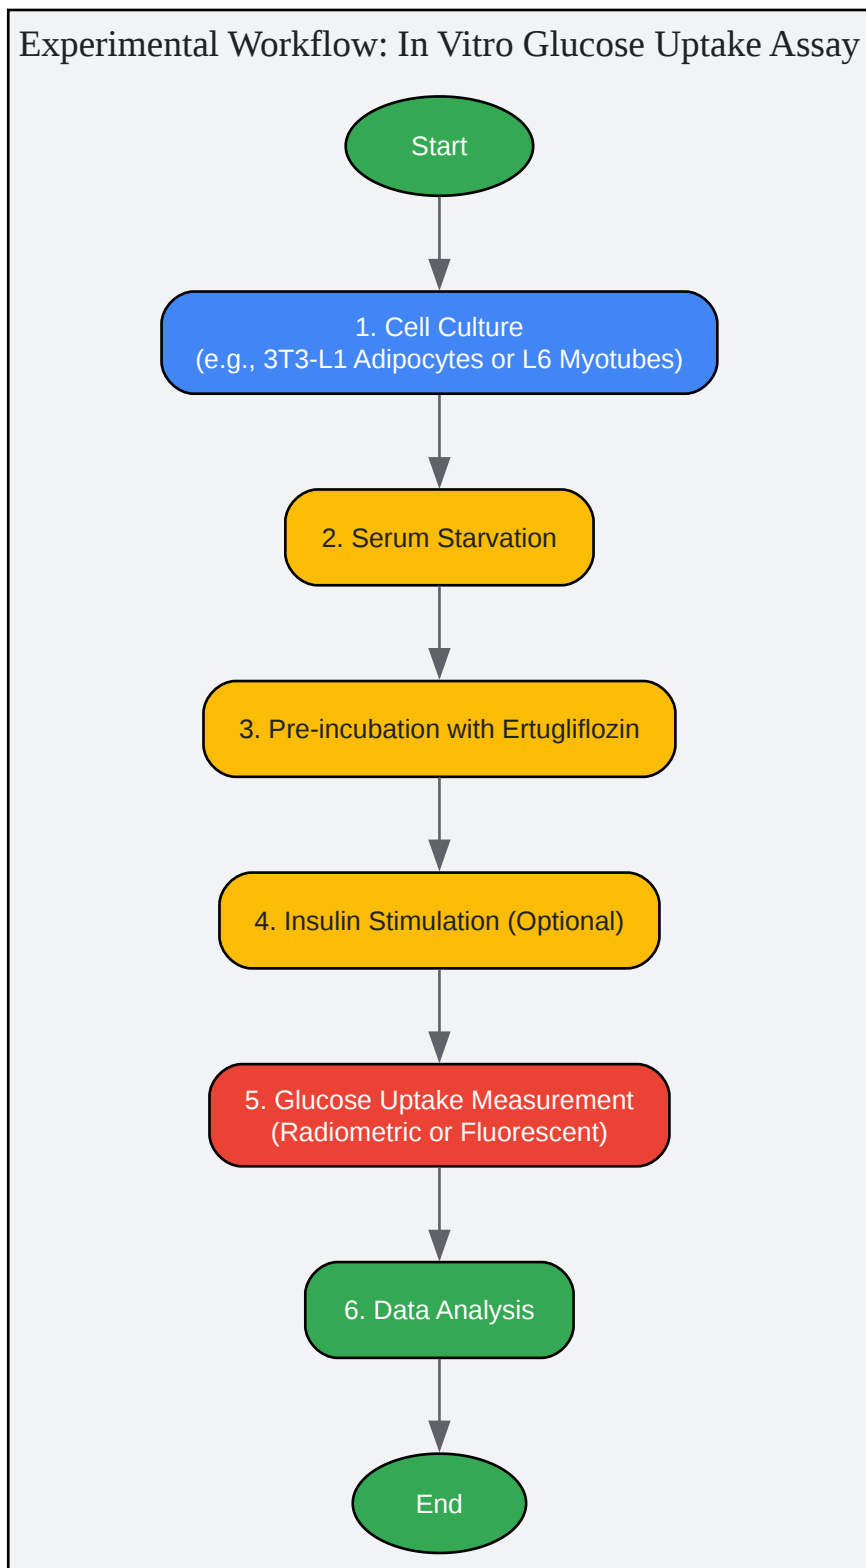 Experimental Workflow: In Vitro Glucose Uptake Assay
Start
1. Cell Culture
(e.g., 3T3-L1 Adipocytes or L6 Myotubes)
2. Serum Starvation
3. Pre-incubation with Ertugliflozin
4. Insulin Stimulation (Optional)
5. Glucose Uptake Measurement
(Radiometric or Fluorescent)
6. Data Analysis
End